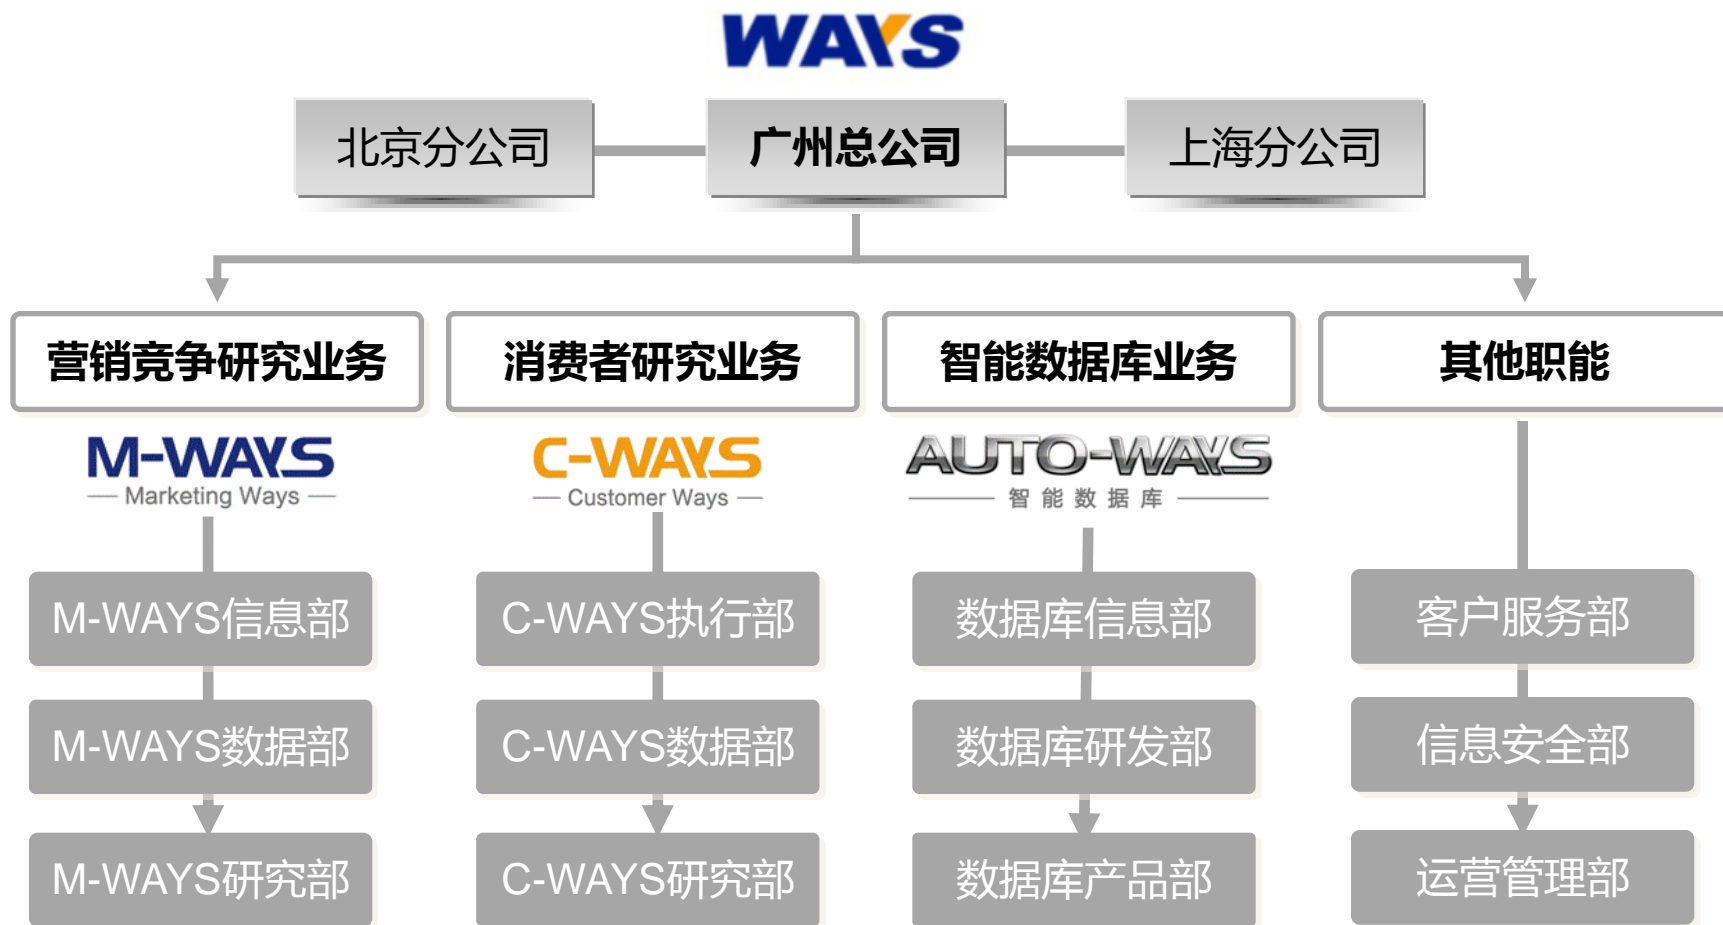 WAYS
北京分公司
广州总公司
上海分公司
营销竞争研究业务
消费者研究业务
智能数据库业务
其他职能
M-WAYS
Marketing Ways
C-WAYS
Customer Ways
AUTO-WAYS
智能数据库
M-WAYS信息部
C-WAYS执行部
数据库信息部
客户服务部
M-WAYS数据部
C-WAYS数据部
数据库研发部
信息安全部
M-WAYS研究部
C-WAYS研究部
数据库产品部
运营管理部